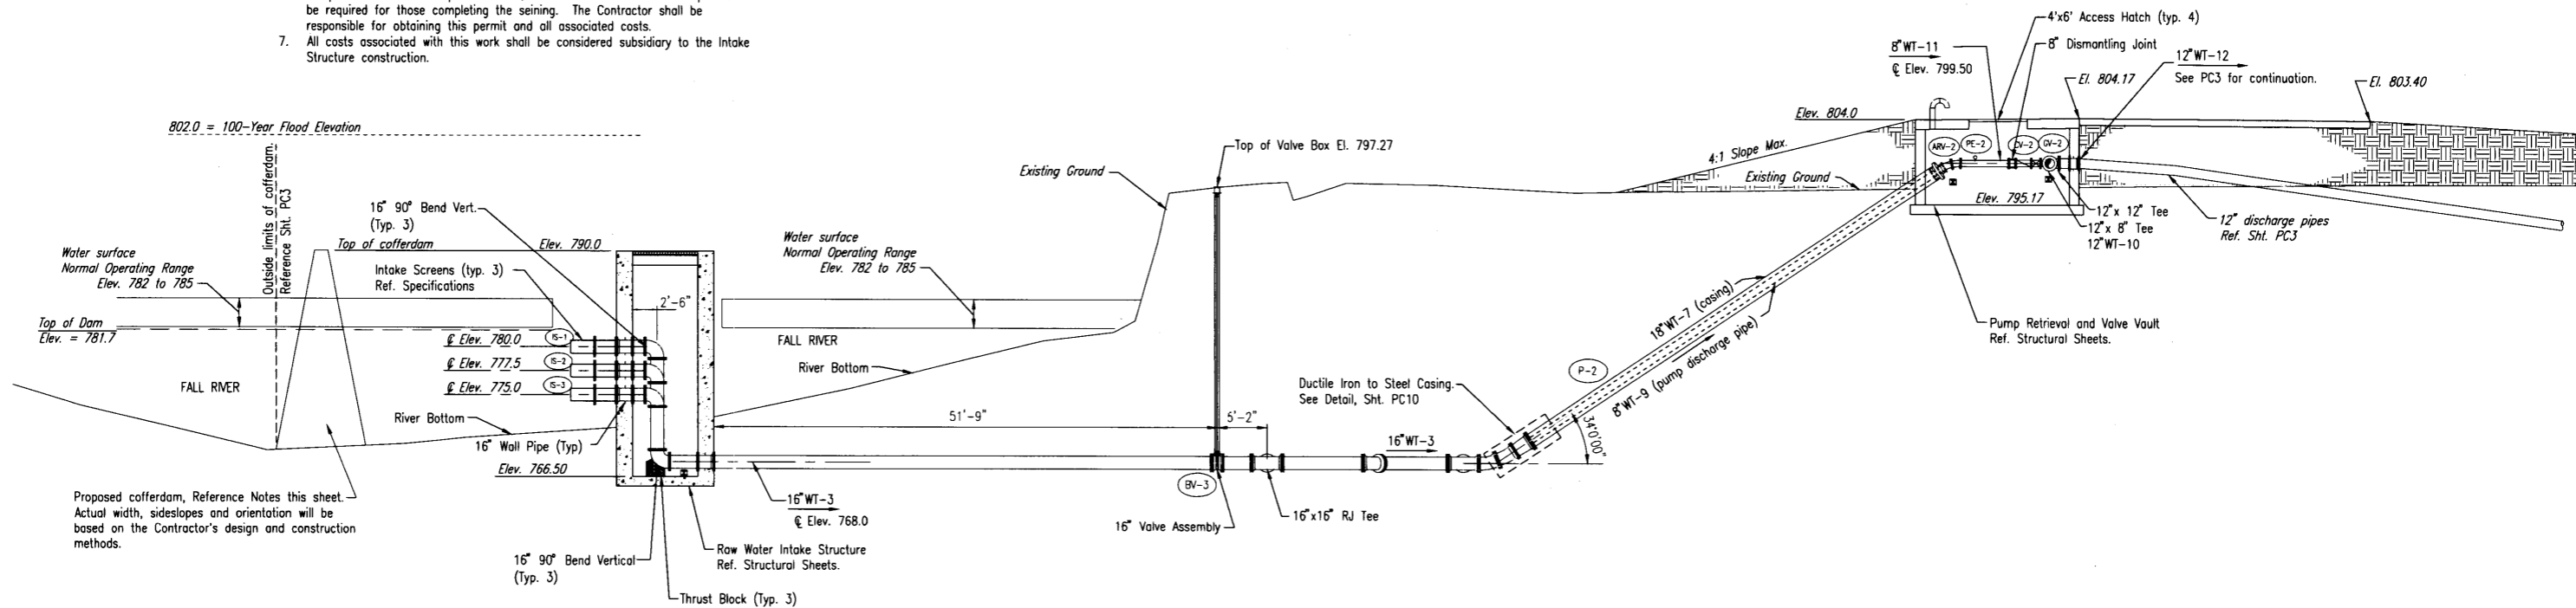 be required for those completing the seining. The Contractor shall be
responsible for obtaining this permit and all associated costs.
7. All costs associated with this work shall be considered subsidiary to the Intake
Structure construction.
802.0 = 100-Year Flood Elevation
Outside limits of cofferdam.
Reference Sht. PC3
Water surface
Normal Operating Range
Elev. 782 to 785
Top of Dam
Elev. = 781.7
FALL RIVER
Proposed cofferdam, Reference Notes this sheet.
Actual width, sideslopes and orientation will be
based on the Contractor's design and construction
methods.
Top of cofferdam
Elev. 790.0
16" 90° Bend Vert.
(Typ. 3)
Intake Screens (typ. 3)
Ref. Specifications
2'-6"
℄ Elev. 780.0
IS-1
℄ Elev. 777.5
IS-2
℄ Elev. 775.0
IS-3
River Bottom
16" Wall Pipe (Typ)
Elev. 766.50
16" 90° Bend Vertical
(Typ. 3)
Thrust Block (Typ. 3)
Raw Water Intake Structure
Ref. Structural Sheets.
16"WT-3
℄ Elev. 768.0
Water surface
Normal Operating Range
Elev. 782 to 785
FALL RIVER
River Bottom
Existing Ground
Top of Valve Box El. 797.27
51'-9"
5'-2"
BV-3
16" Valve Assembly
16"x16" RJ Tee
16"WT-3
Ductile Iron to Steel Casing.
See Detail, Sht. PC10
34°0'00"
P-2
18"WT-7 (casing)
8"WT-9 (pump discharge pipe)
4:1 Slope Max.
Existing Ground
Elev. 804.0
8"WT-11
℄ Elev. 799.50
4'x6' Access Hatch (typ. 4)
8" Dismantling Joint
12"WT-12
See PC3 for continuation.
El. 804.17
El. 803.40
ARV-2
PE-2
CV-2
GV-2
Elev. 795.17
12"x 12" Tee
12"x 8" Tee
12"WT-10
12" discharge pipes
Ref. Sht. PC3
Pump Retrieval and Valve Vault
Ref. Structural Sheets.